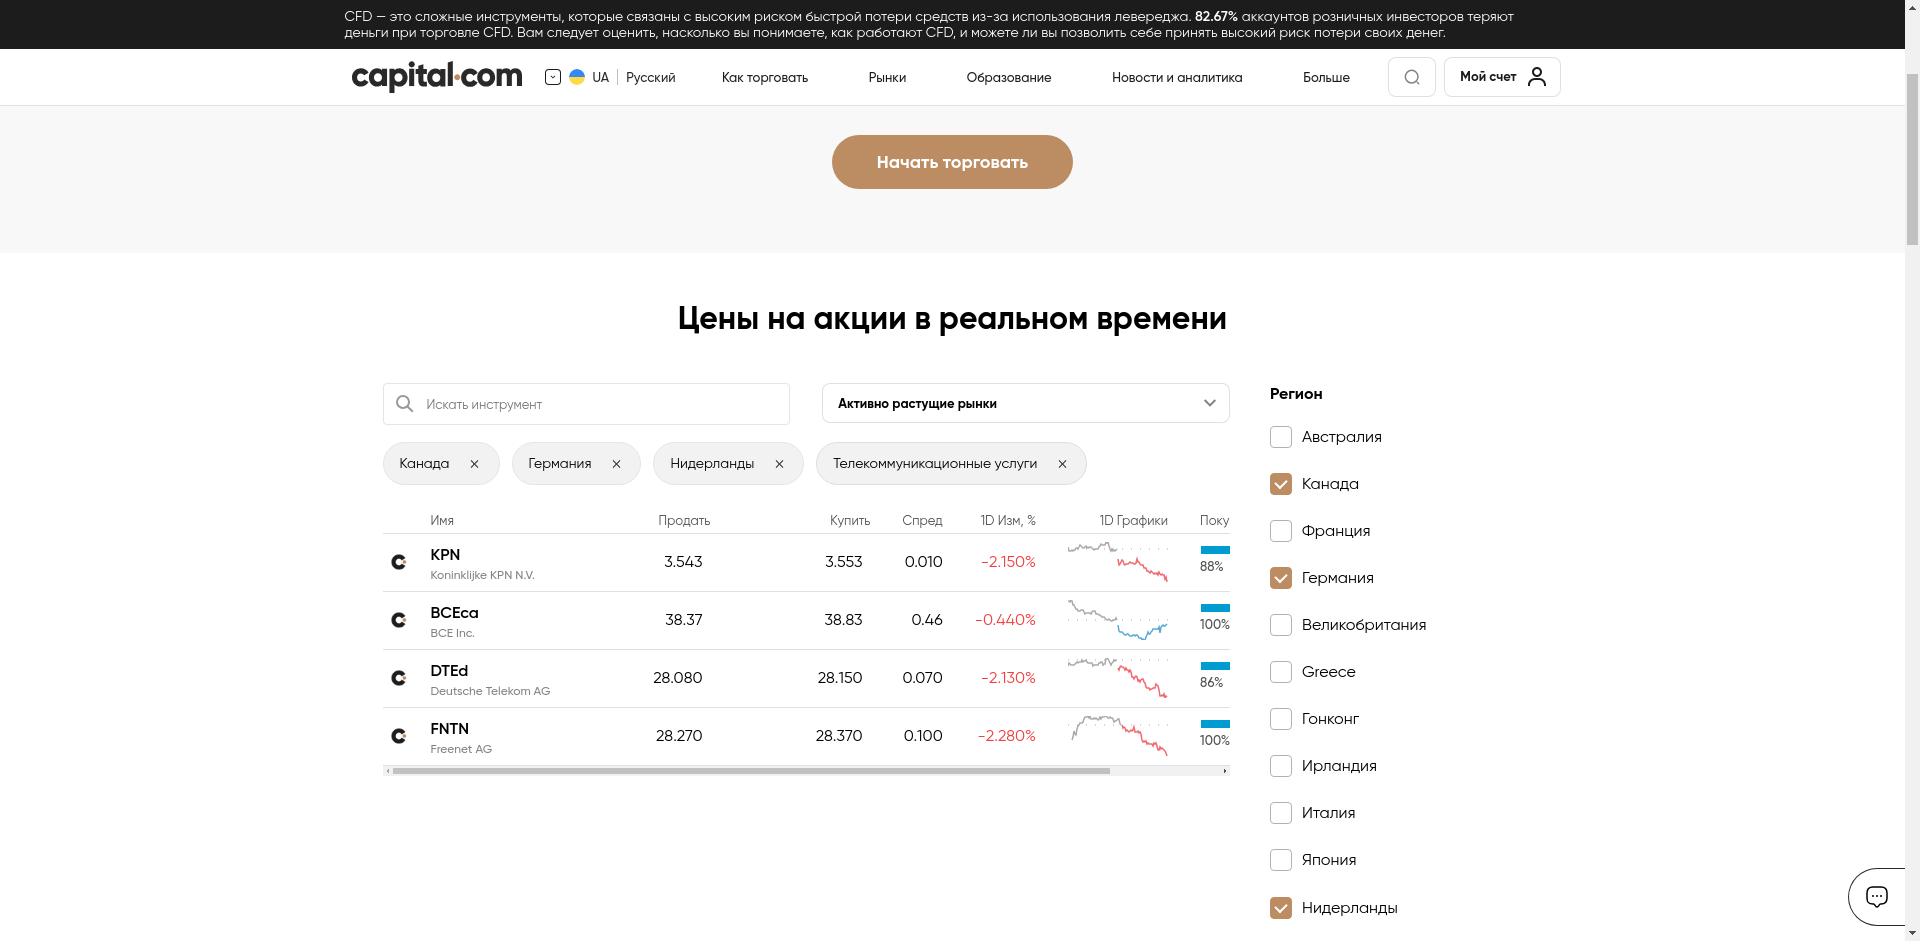 CFD — это сложные инструменты, которые связаны с высоким риском быстрой потери средств из-за использования левереджа. 82.67% аккаунтов розничных инвесторов теряют
деньги при торговле CFD. Вам следует оценить, насколько вы понимаете, как работают CFD, и можете ли вы позволить себе принять высокий риск потери своих денег.
capital.com UA Русский Как торговать Рынки Образование Новости и аналитика Больше Мой счет
Начать торговать
Цены на акции в реальном времени
Искать инструмент Активно растущие рынки
Канада Германия Нидерланды Телекоммуникационные услуги
Имя Продать Купить Спред 1D Изм, % 1D Графики Поку
KPN 3.543 3.553 0.010 -2.150% 88%
Koninklijke KPN N.V.
BCEca 38.37 38.83 0.46 -0.440% 100%
BCE Inc.
DTEd 28.080 28.150 0.070 -2.130% 86%
Deutsche Telekom AG
FNTN 28.270 28.370 0.100 -2.280% 100%
Freenet AG
Регион
Австралия
Канада
Франция
Германия
Великобритания
Greece
Гонконг
Ирландия
Италия
Япония
Нидерланды